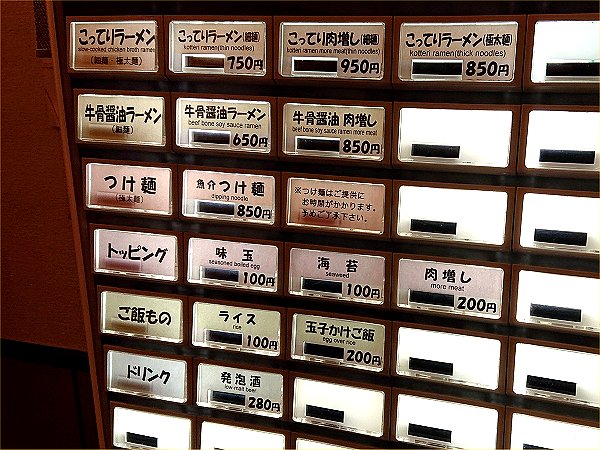 こってりラーメン
slow-cooked chicken broth ramen
(細麺 極太麺)
こってりラーメン(細麺)
kotteri ramen(thin noodles)
750円
こってり肉増し(細麺)
kotteri ramen more meat(thin noodles)
950円
こってりラーメン(極太麺)
kotteri ramen(thick noodles)
850円
牛骨醤油ラーメン
(細麺)
牛骨醤油ラーメン
beef bone soy sauce ramen
650円
牛骨醤油 肉増し
beef bone soy sauce ramen more meat
850円
つけ麺
(極太麺)
魚介つけ麺
dipping noodle
850円
※つけ麺はご提供に
お時間がかかります。
予めご了承下さい。
トッピング
味玉
seasoned boiled egg
100円
海苔
seaweed
100円
肉増し
more meat
200円
ご飯もの
ライス
rice
100円
玉子かけご飯
egg over rice
200円
ドリンク
発泡酒
low-malt beer
280円